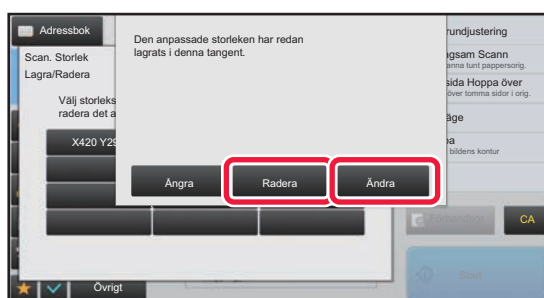 Adressbok
Den anpassade storleken har redan
lagrats i denna tangent.
Ångra
Radera
Ändra
Scan. Storlek
Lagra/Radera
Välj storleks
radera det a
X420 Y29
rundjustering
gsam Scann
anna tunt pappersorig.
sida Hoppa över
över tomma sidor i orig.
äge
bildens kontur
CA
Start
Övrigt